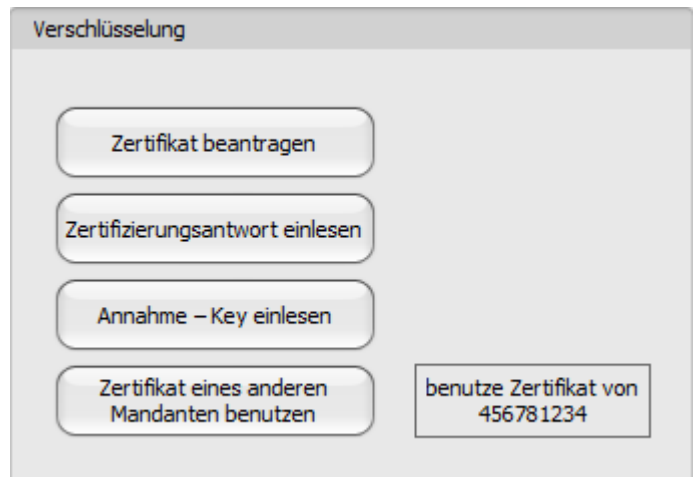 Verschlüsselung
Zertifikat beantragen
Zertifizierungsantwort einlesen
Annahme – Key einlesen
Zertifikat eines anderen
Mandanten benutzen
benutze Zertifikat von
456781234